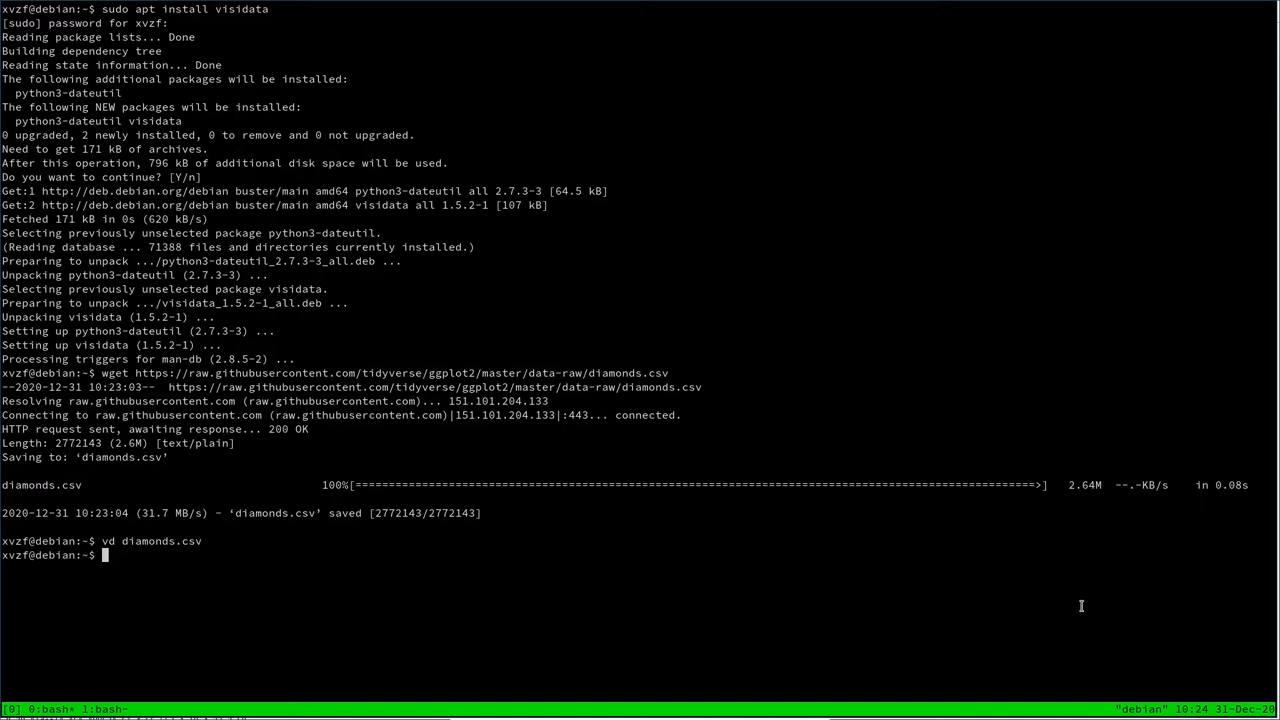 xvzf@debian:~$ sudo apt install visidata
[sudo] password for xvzf:
Reading package lists... Done
Building dependency tree
Reading state information... Done
The following additional packages will be installed:
  python3-dateutil
The following NEW packages will be installed:
  python3-dateutil visidata
0 upgraded, 2 newly installed, 0 to remove and 0 not upgraded.
Need to get 171 kB of archives.
After this operation, 796 kB of additional disk space will be used.
Do you want to continue? [Y/n]
Get:1 http://deb.debian.org/debian buster/main amd64 python3-dateutil all 2.7.3-3 [64.5 kB]
Get:2 http://deb.debian.org/debian buster/main amd64 visidata all 1.5.2-1 [107 kB]
Fetched 171 kB in 0s (620 kB/s)
Selecting previously unselected package python3-dateutil.
(Reading database ... 71388 files and directories currently installed.)
Preparing to unpack .../python3-dateutil_2.7.3-3_all.deb ...
Unpacking python3-dateutil (2.7.3-3) ...
Selecting previously unselected package visidata.
Preparing to unpack .../visidata_1.5.2-1_all.deb ...
Unpacking visidata (1.5.2-1) ...
Setting up python3-dateutil (2.7.3-3) ...
Setting up visidata (1.5.2-1) ...
Processing triggers for man-db (2.8.5-2) ...
xvzf@debian:~$ wget https://raw.githubusercontent.com/tidyverse/ggplot2/master/data-raw/diamonds.csv
--2020-12-31 10:23:03--  https://raw.githubusercontent.com/tidyverse/ggplot2/master/data-raw/diamonds.csv
Resolving raw.githubusercontent.com (raw.githubusercontent.com)... 151.101.204.133
Connecting to raw.githubusercontent.com (raw.githubusercontent.com)|151.101.204.133|:443... connected.
HTTP request sent, awaiting response... 200 OK
Length: 2772143 (2.6M) [text/plain]
Saving to: ‘diamonds.csv’
diamonds.csv 100%[======================================================================================================>] 2.64M --.-KB/s in 0.08s
2020-12-31 10:23:04 (31.7 MB/s) - ‘diamonds.csv’ saved [2772143/2772143]
xvzf@debian:~$ vd diamonds.csv
xvzf@debian:~$
[0] 0:bash* 1:bash- "debian" 10:24 31-Dec-20